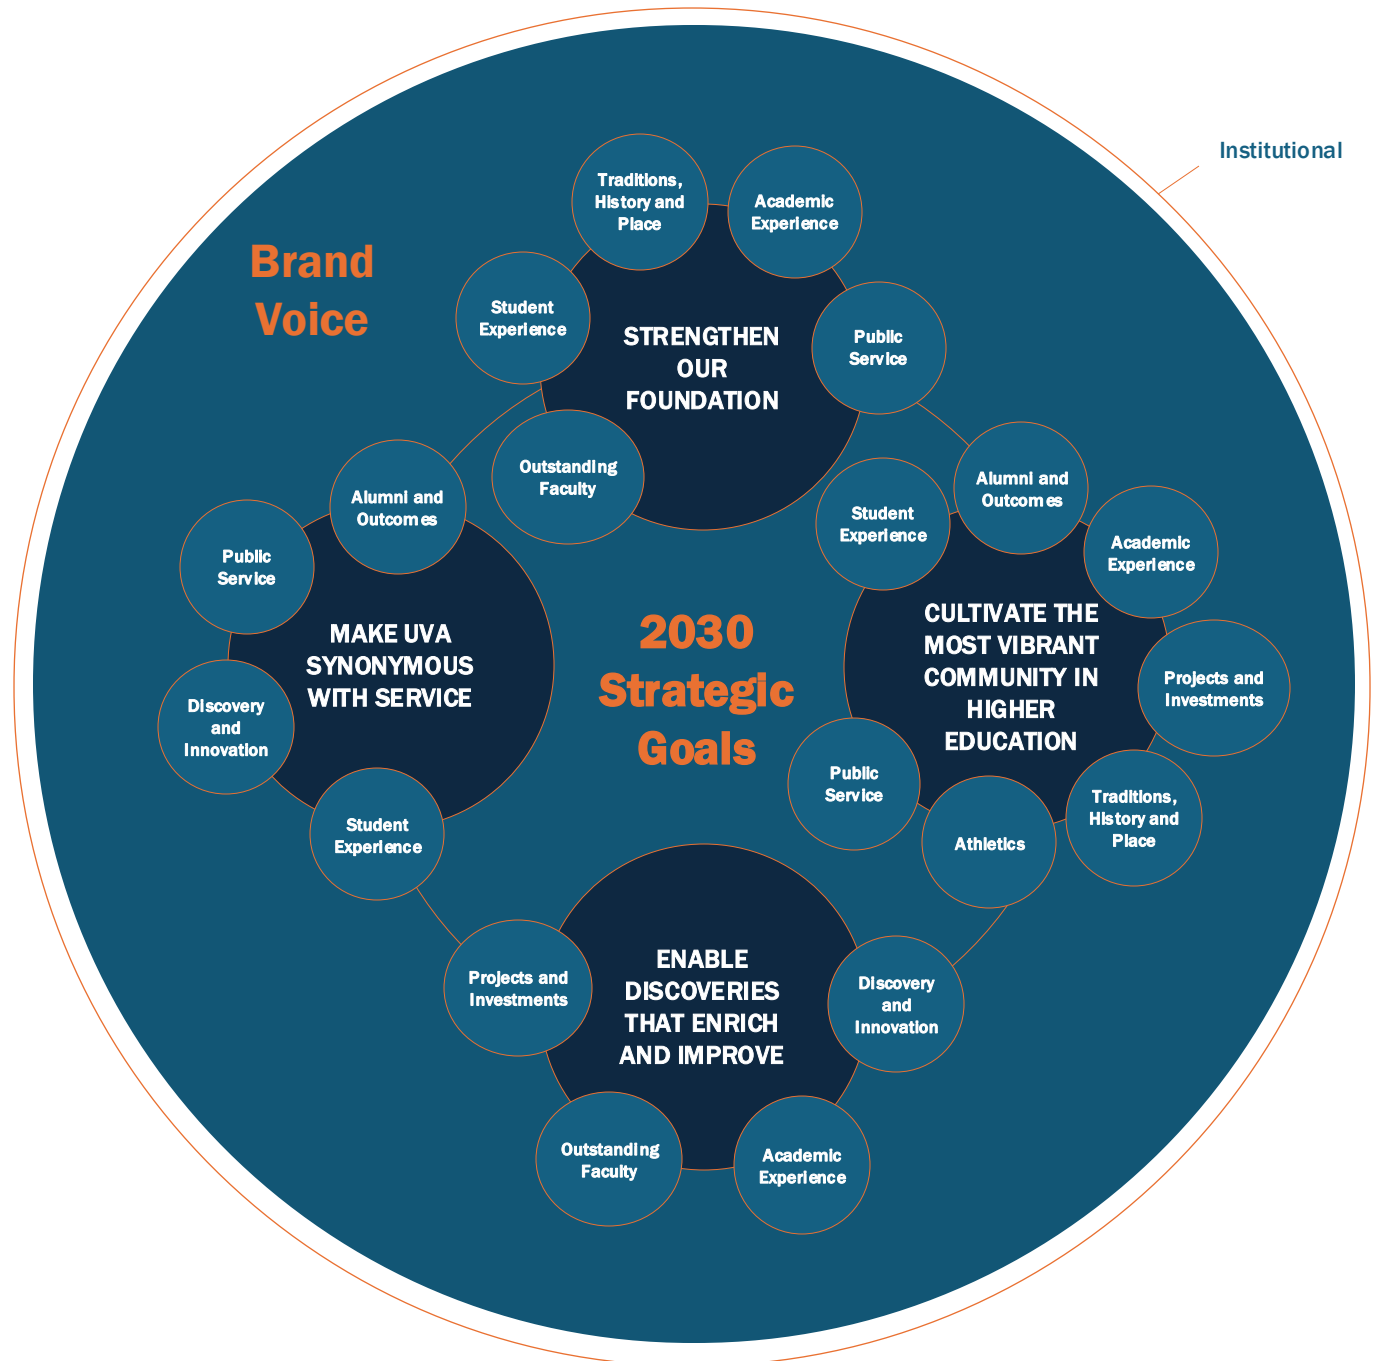 Institutional
Brand
Voice
Traditions,
History and
Place
Academic
Experience
Student
Experience
Public
Service
STRENGTHEN
OUR
FOUNDATION
Outstanding
Faculty
Alumni and
Outcomes
Public
Service
MAKE UVA
SYNONYMOUS
WITH SERVICE
Discovery
and
Innovation
Student
Experience
2030
Strategic
Goals
Student
Experience
Alumni and
Outcomes
Academic
Experience
CULTIVATE THE
MOST VIBRANT
COMMUNITY IN
HIGHER
EDUCATION
Projects and
Investments
Public
Service
Athletics
Traditions,
History and
Place
ENABLE
DISCOVERIES
THAT ENRICH
AND IMPROVE
Projects and
Investments
Discovery
and
Innovation
Outstanding
Faculty
Academic
Experience